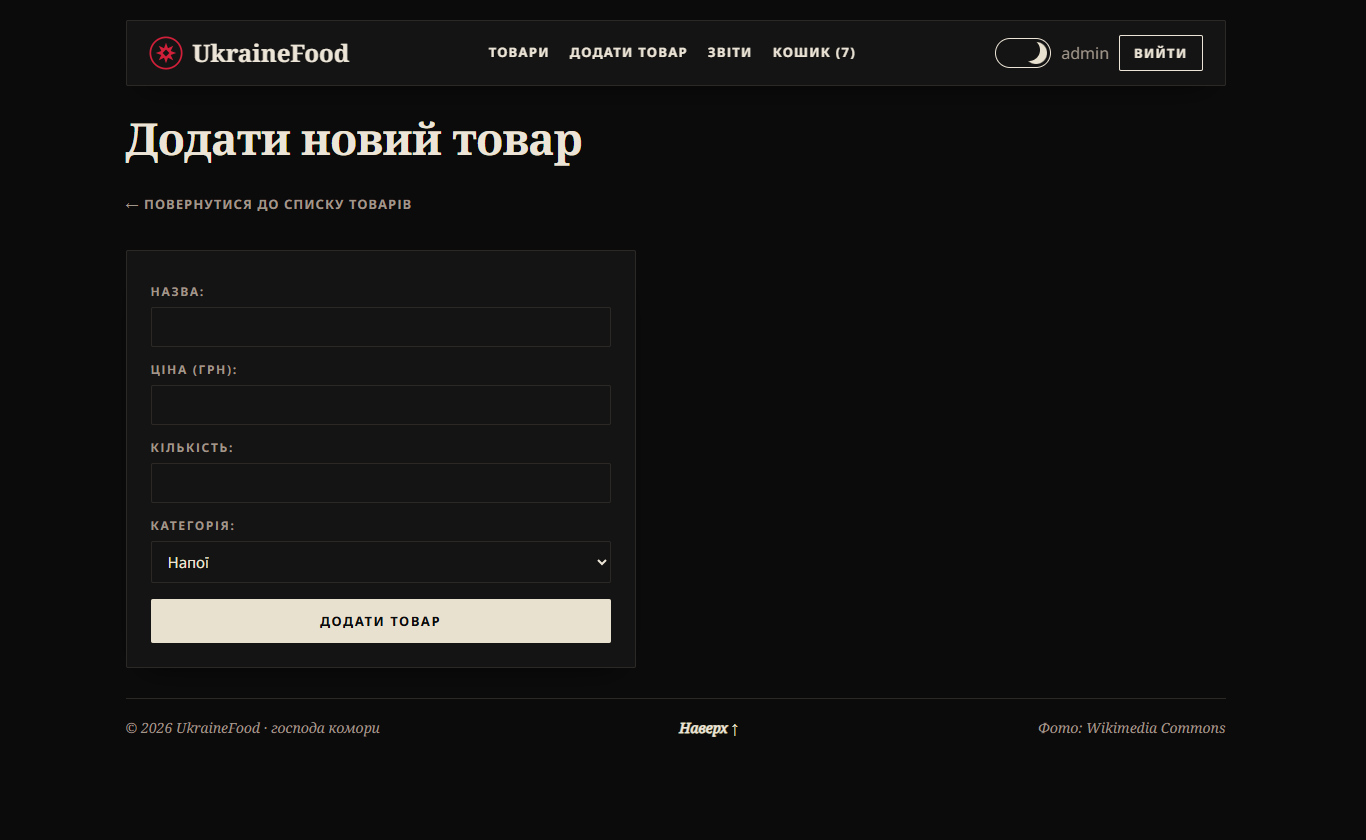 UkraineFood
ТОВАРИ ДОДАТИ ТОВАР ЗВІТИ КОШИК (7)
admin ВИЙТИ
Додати новий товар
← ПОВЕРНУТИСЯ ДО СПИСКУ ТОВАРІВ
НАЗВА:
ЦІНА (ГРН):
КІЛЬКІСТЬ:
КАТЕГОРІЯ:
Напої
ДОДАТИ ТОВАР
© 2026 UkraineFood · господа комори
Наверх ↑
Фото: Wikimedia Commons